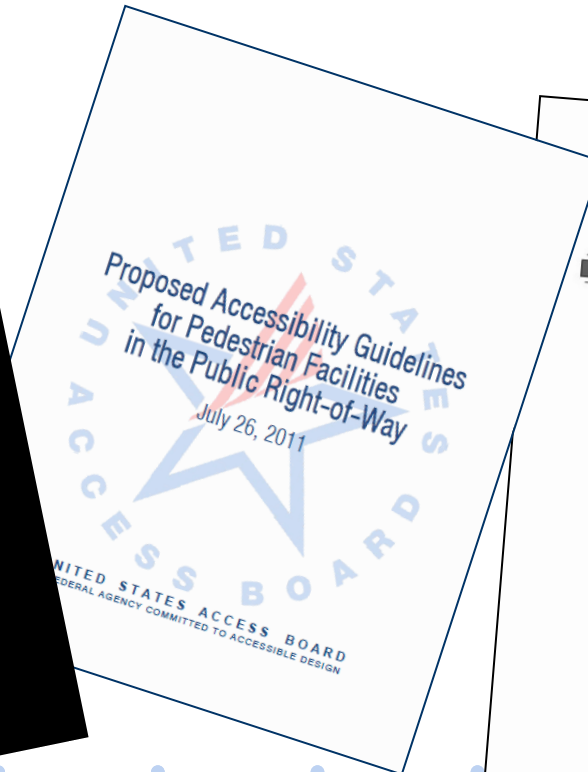 Proposed Accessibility Guidelines
for Pedestrian Facilities
in the Public Right-of-Way
July 26, 2011
UNITED STATES
ACCESS BOARD
NITED STATES ACCESS BOARD
EDERAL AGENCY COMMITTED TO ACCESSIBLE DESIGN